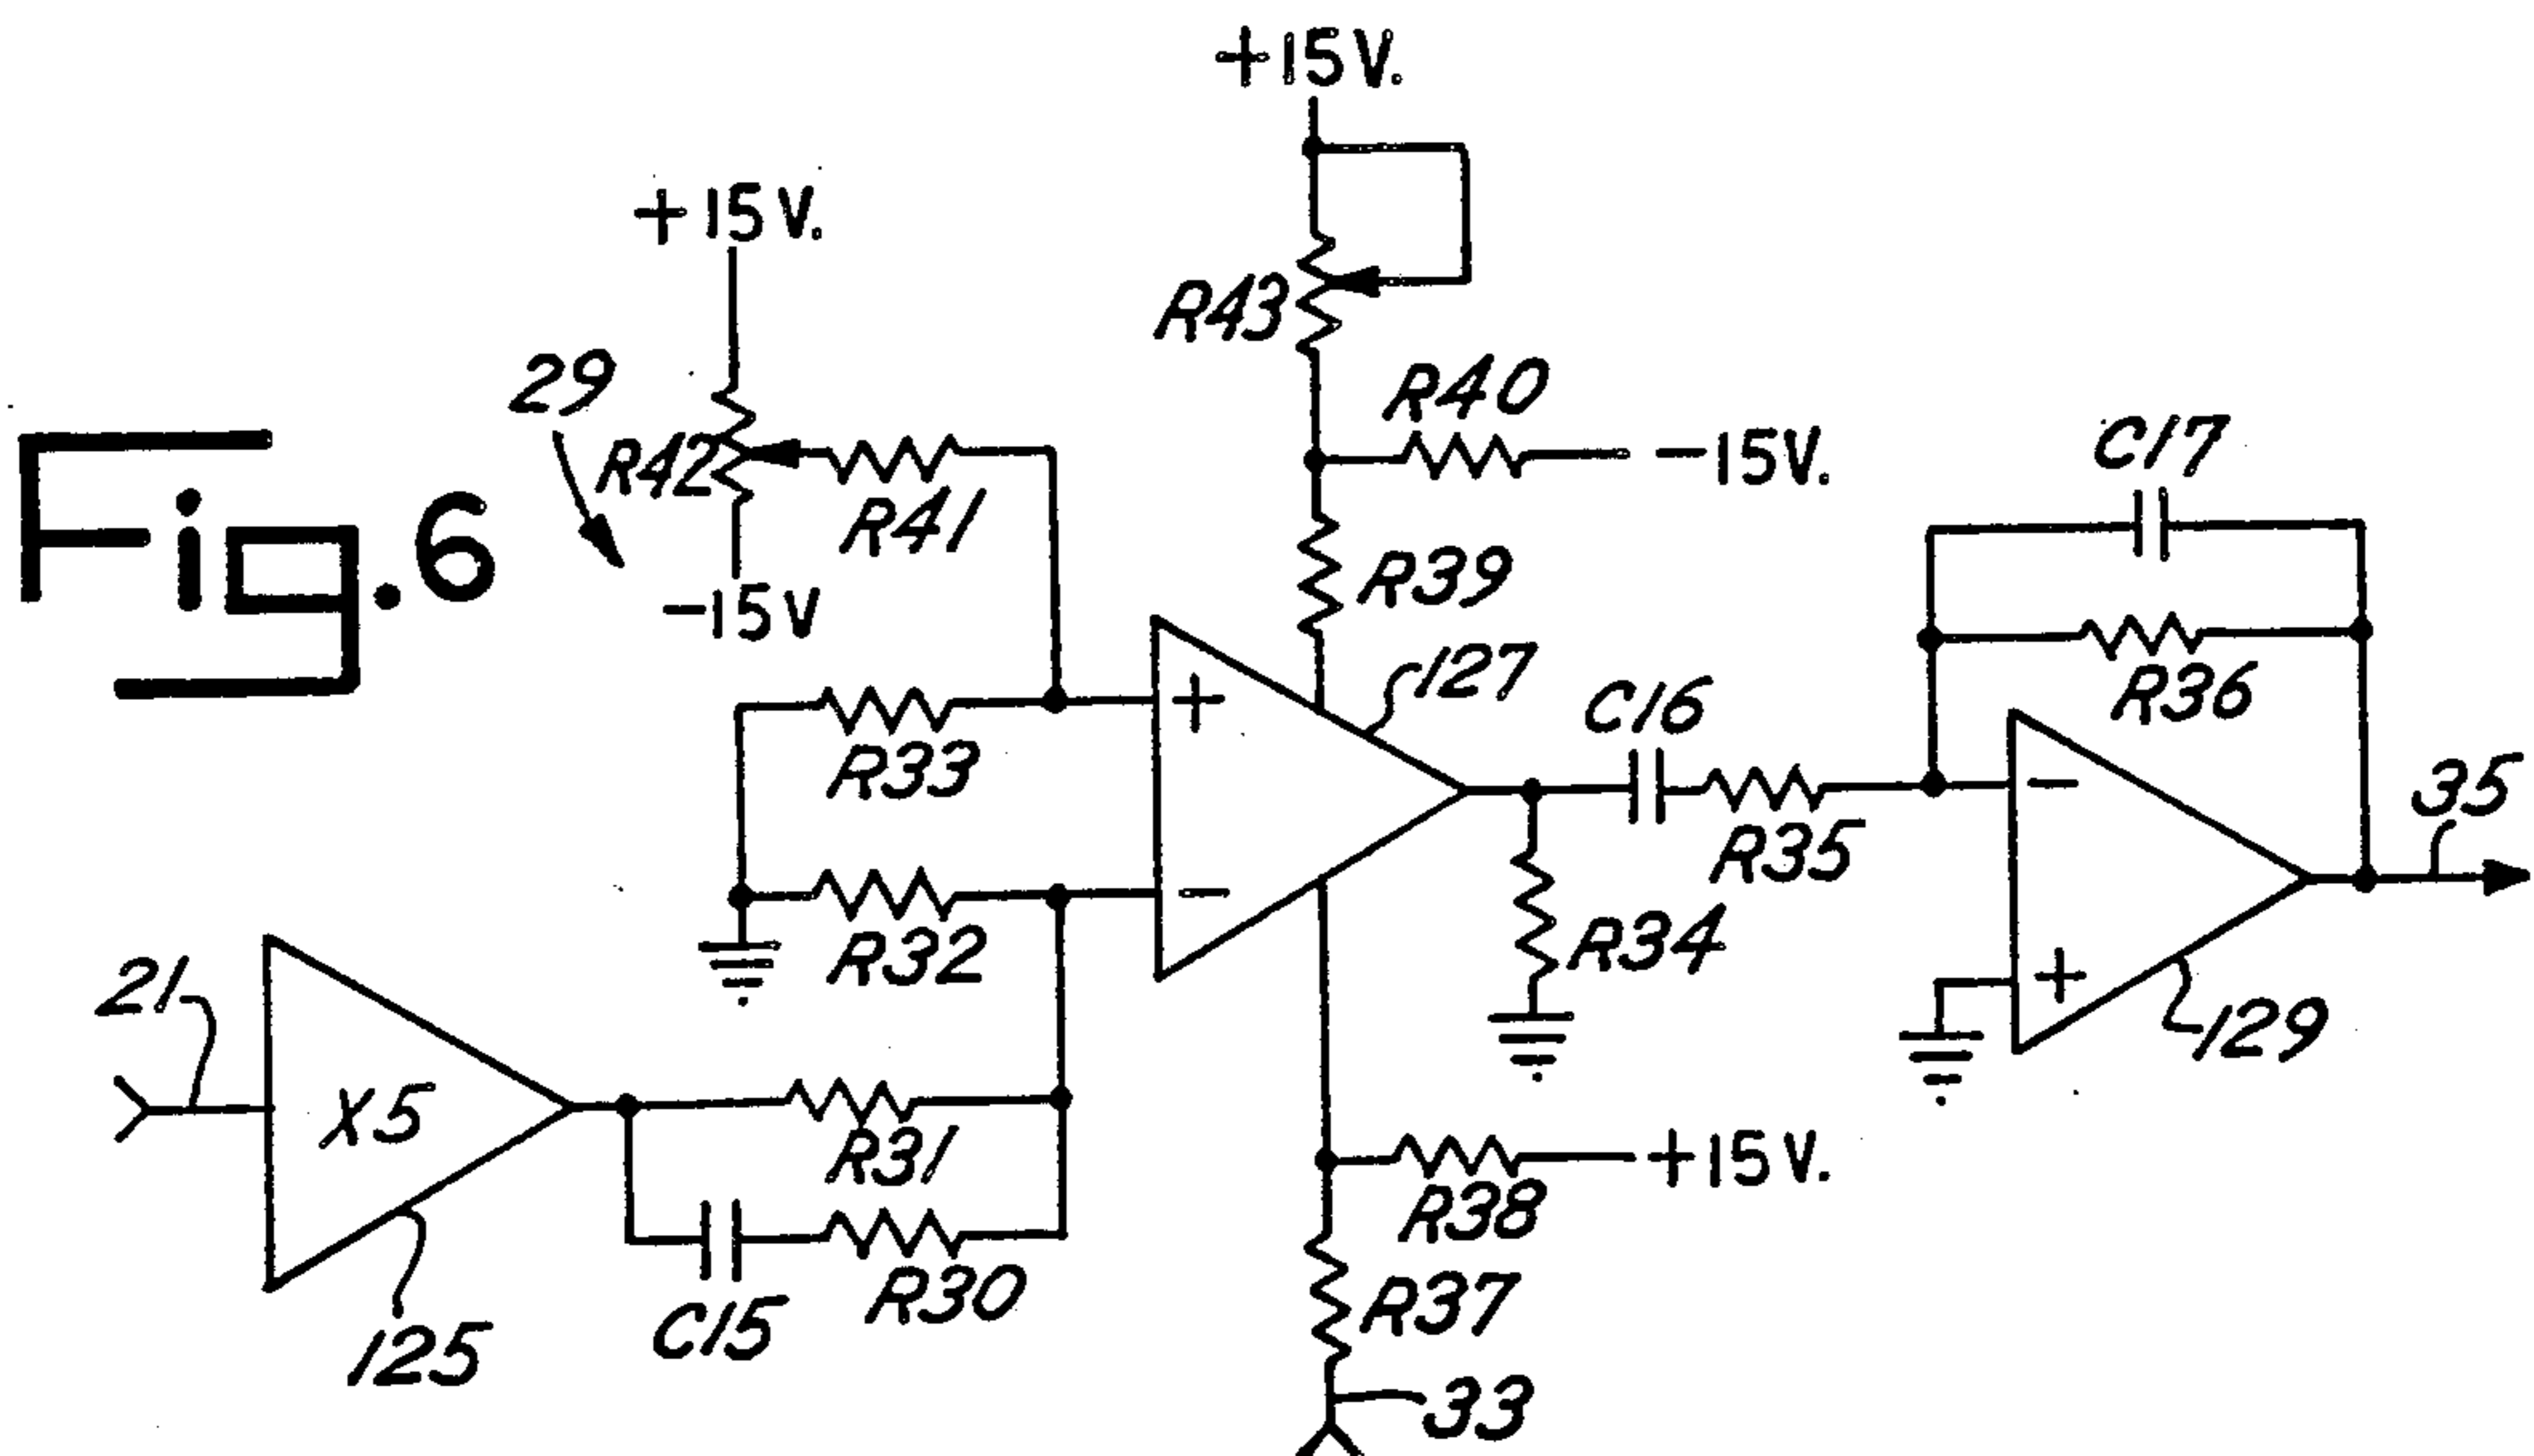 +15V.
+15V.
29
R43
R40
Fig.6
R42
R41
-15V.
C17
-15V
R39
127
R36
+
R33
C16
-
R35
35
R32
-
R34
+
129
21
X5
R31
+15V.
R38
125
C15
R30
R37
33